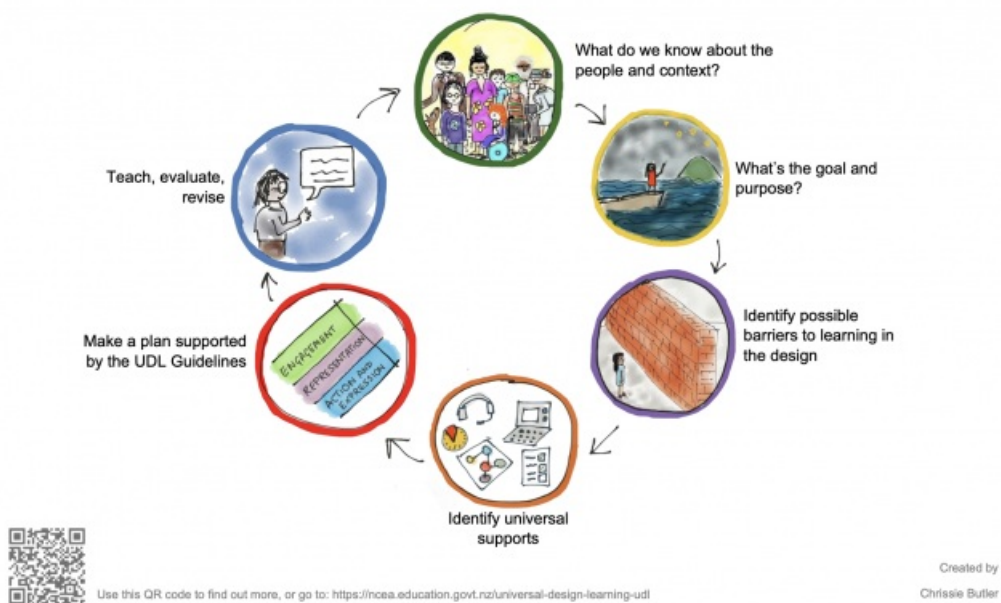 What do we know about the
people and context?
What's the goal and
purpose?
Identify possible
barriers to learning in
the design
Identify universal
supports
Make a plan supported
by the UDL Guidelines
ENGAGEMENT
REPRESENTATION
ACTION AND
EXPRESSION
Teach, evaluate,
revise
Use this QR code to find out more, or go to: https://ncea.education.govt.nz/universal-design-learning-udl
Created by
Chrissie Butler